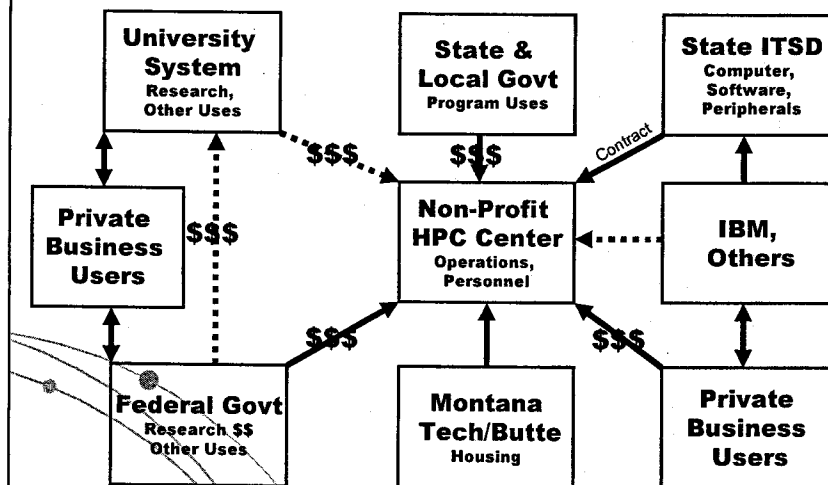 University
System
Research,
Other Uses
State &
Local Govt
Program Uses
State ITSD
Computer,
Software,
Peripherals
$$$
$$$
Contract
Private
Business
Users
$$$
Non-Profit
HPC Center
Operations,
Personnel
IBM,
Others
$$$
$$$
Federal Govt
Research $$
Other Uses
Montana
Tech/Butte
Housing
Private
Business
Users